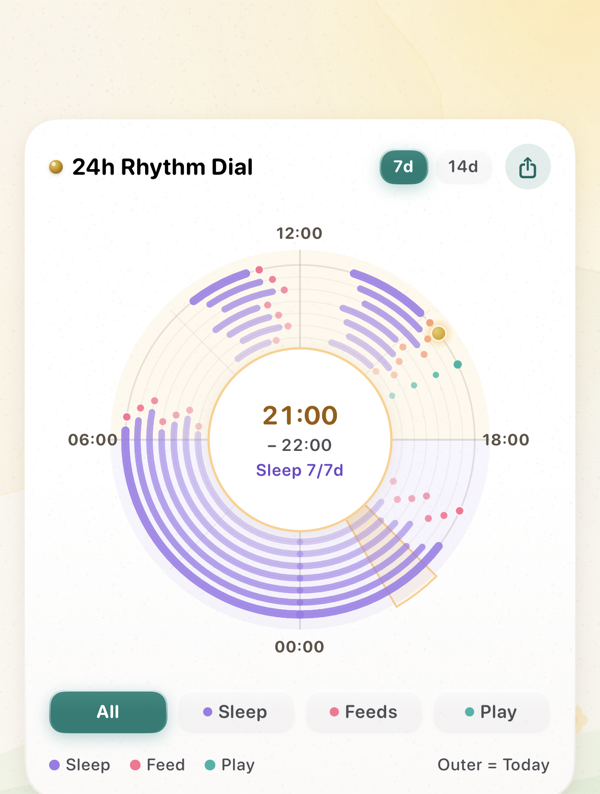 24h Rhythm Dial
7d
14d
12:00
06:00
21:00
– 22:00
Sleep 7/7d
18:00
00:00
All
Sleep
Feeds
Play
Sleep
Feed
Play
Outer = Today